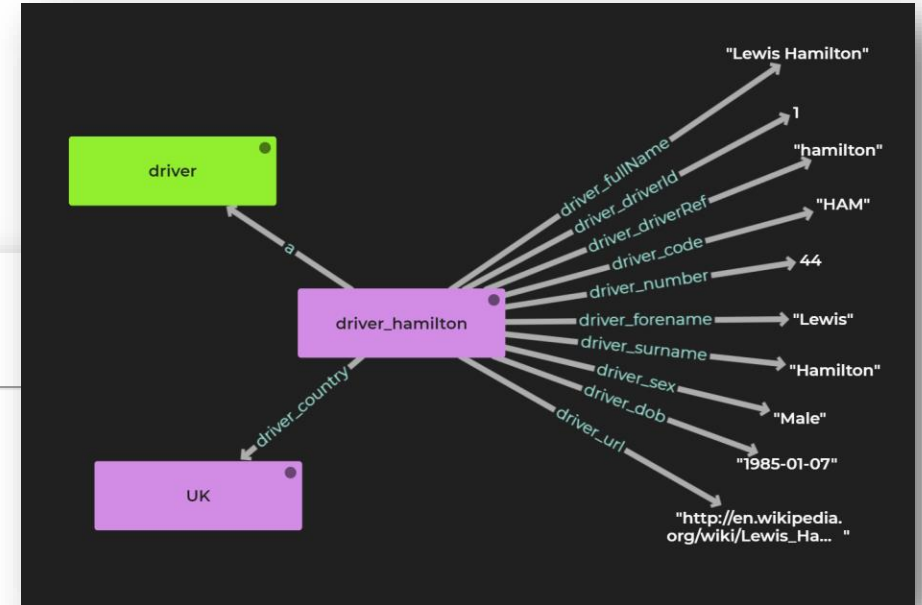 "Lewis Hamilton"
1
"hamilton"
driver
driver_fullName
driver_driverId
driver_driverRef
"HAM"
driver_code
a
driver_number
44
driver_hamilton
driver_forename
"Lewis"
driver_surname
"Hamilton"
driver_sex
"Male"
driver_country
driver_dob
"1985-01-07"
driver_url
UK
"http://en.wikipedia.
org/wiki/Lewis_Ha... "